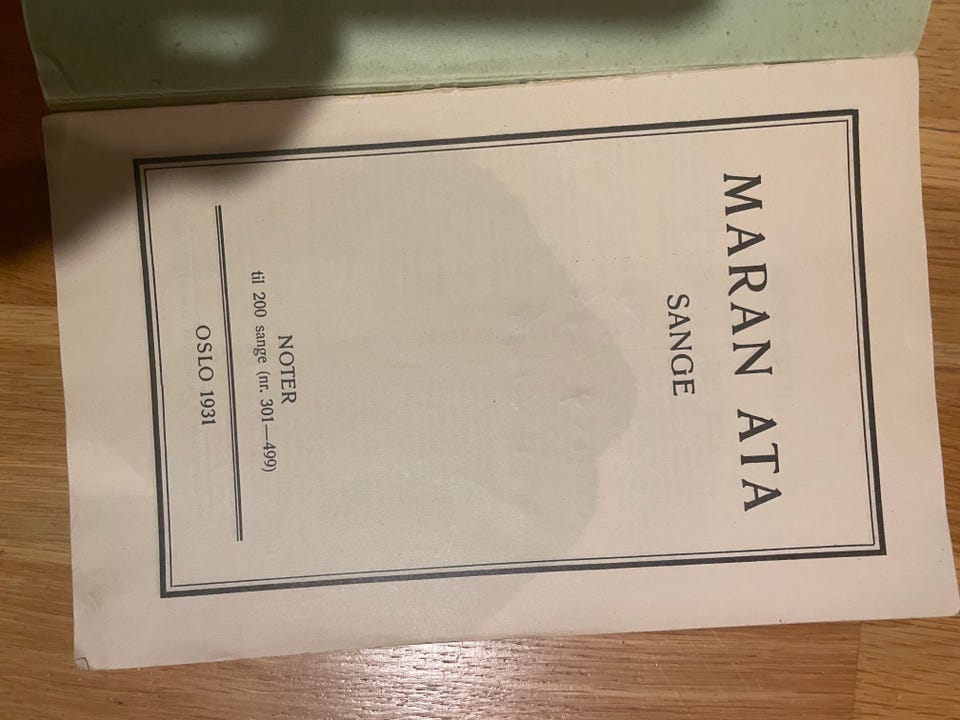 MARAN ATA
SANGE
NOTER
til 200 sange (nr. 301—499)
OSLO 1931